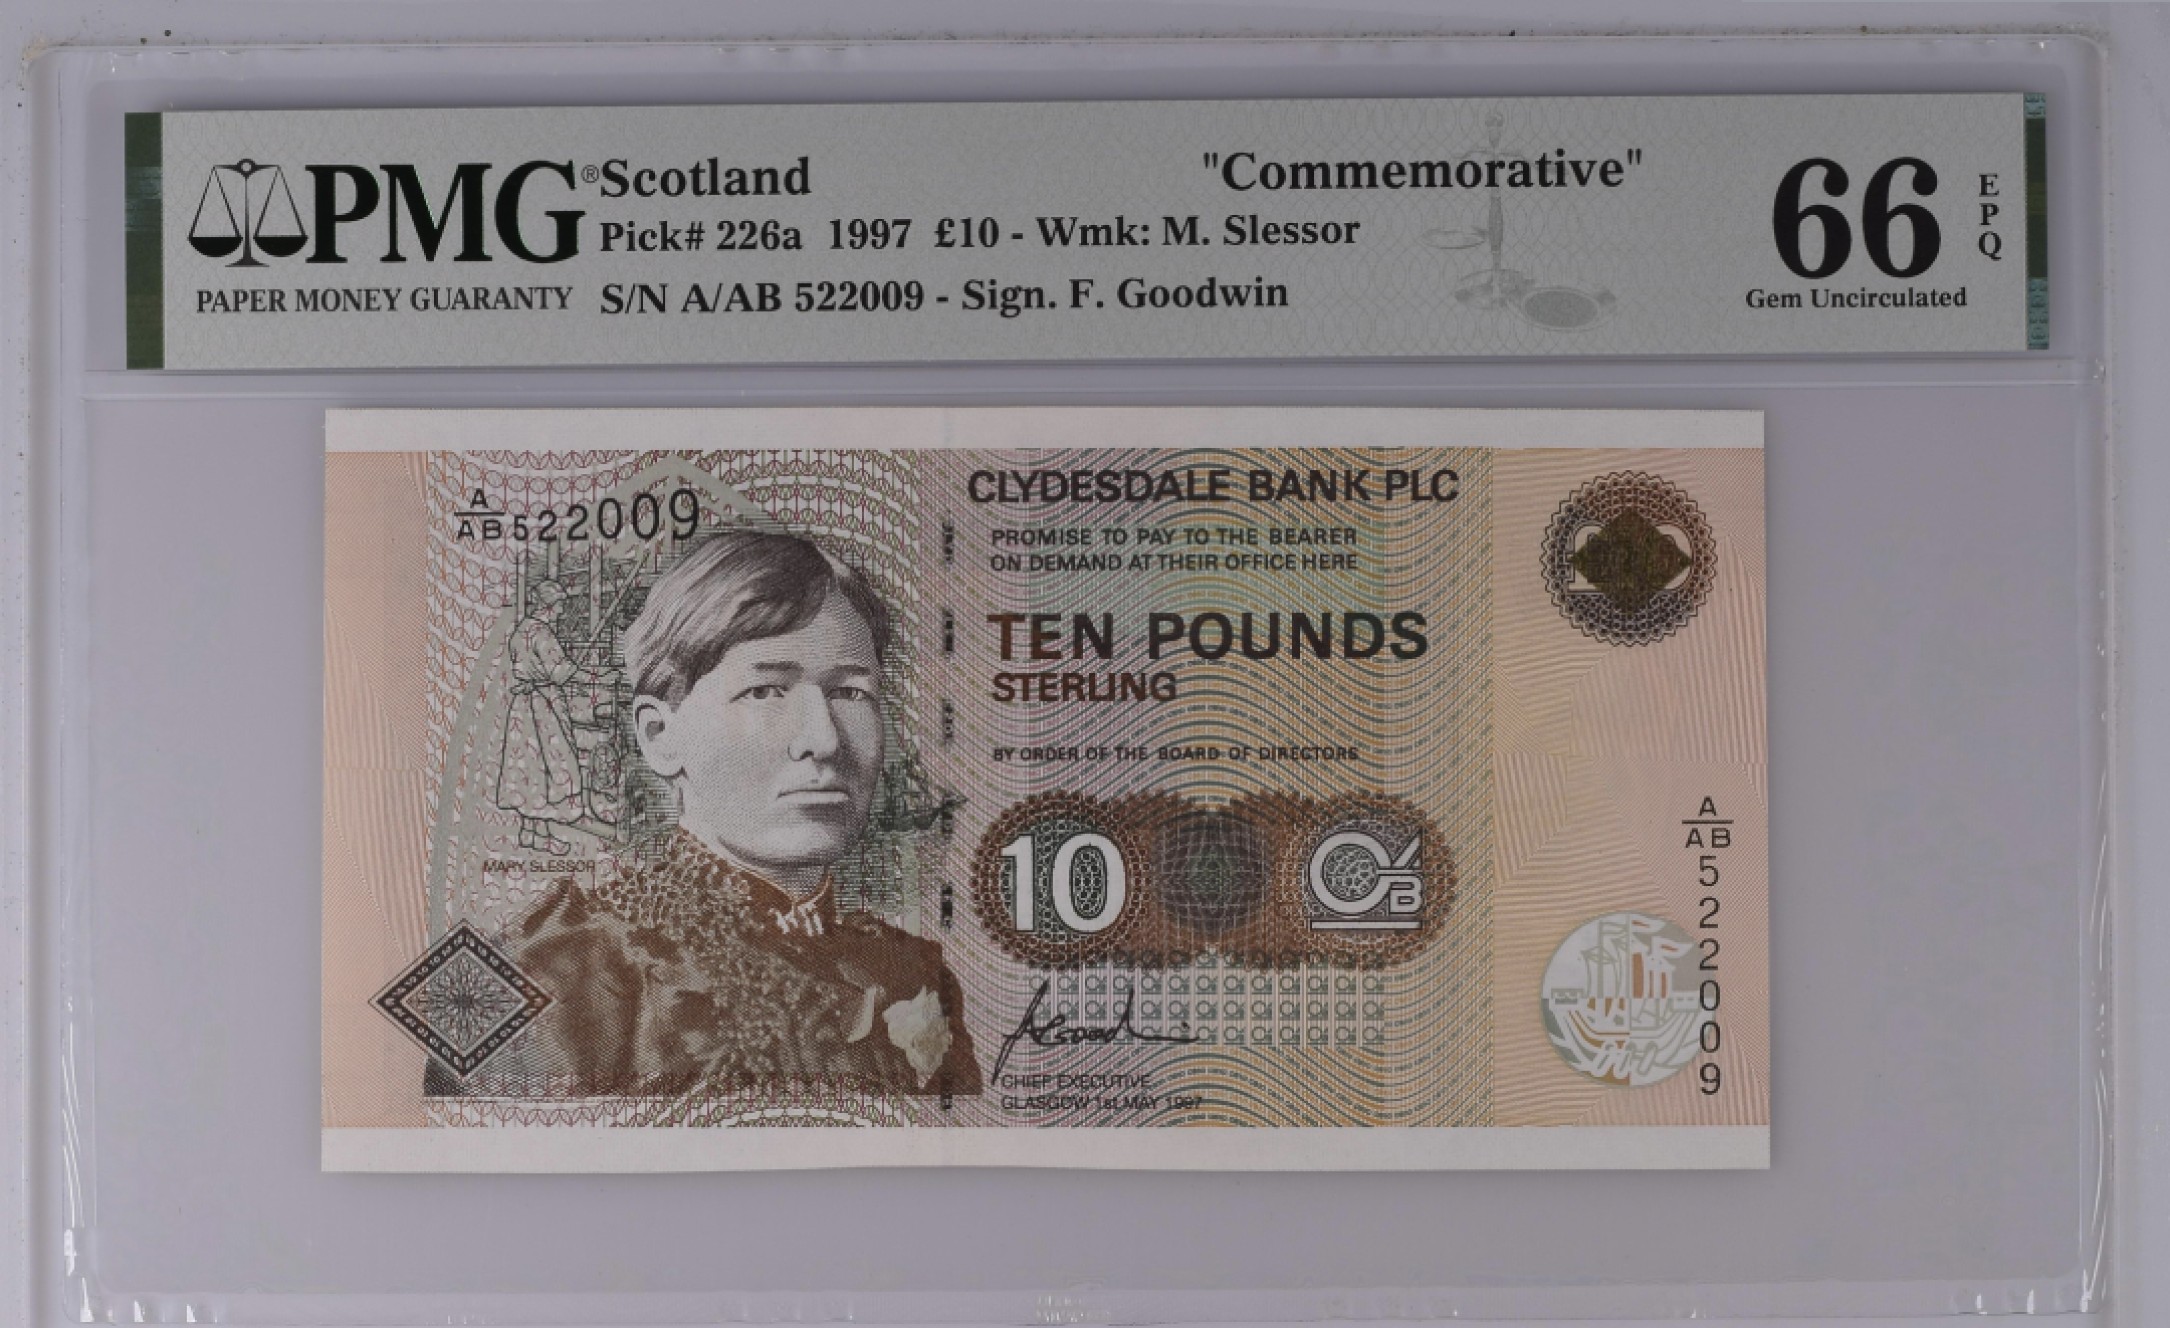 PMG®
PAPER MONEY GUARANTY
Scotland "Commemorative"
Pick# 226a 1997 £10 - Wmk: M. Slessor
S/N A/AB 522009 - Sign. F. Goodwin
66
EPQ
Gem Uncirculated
A
AB 522009
CLYDESDALE BANK PLC
PROMISE TO PAY TO THE BEARER
ON DEMAND AT THEIR OFFICE HERE
TEN POUNDS
STERLING
BY ORDER OF THE BOARD OF DIRECTORS
MARY SLESSOR
10
CB
CHIEF EXECUTIVE
GLASGOW 1st MAY 1997
A
AB
522009